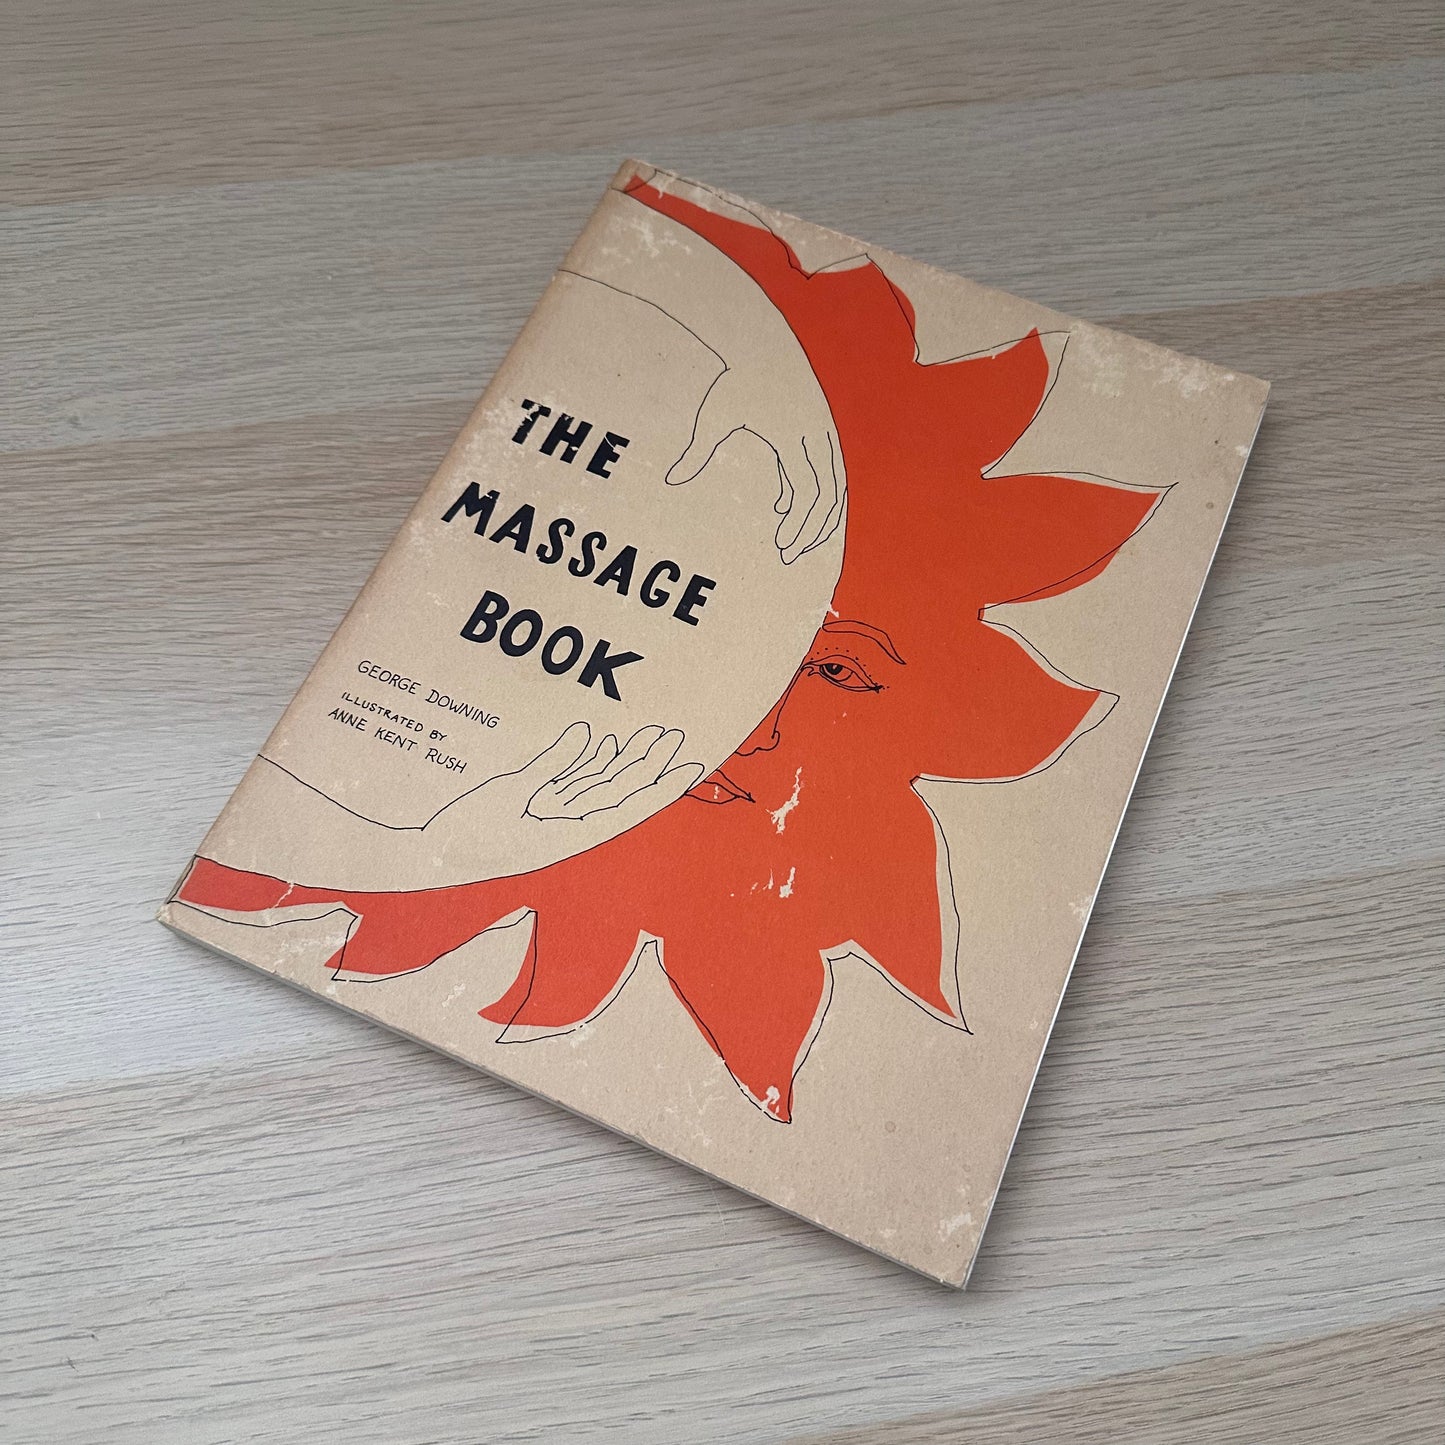 THE
MASSAGE
BOOK
GEORGE DOWNING
ILLUSTRATED BY
ANNE KENT RUSH